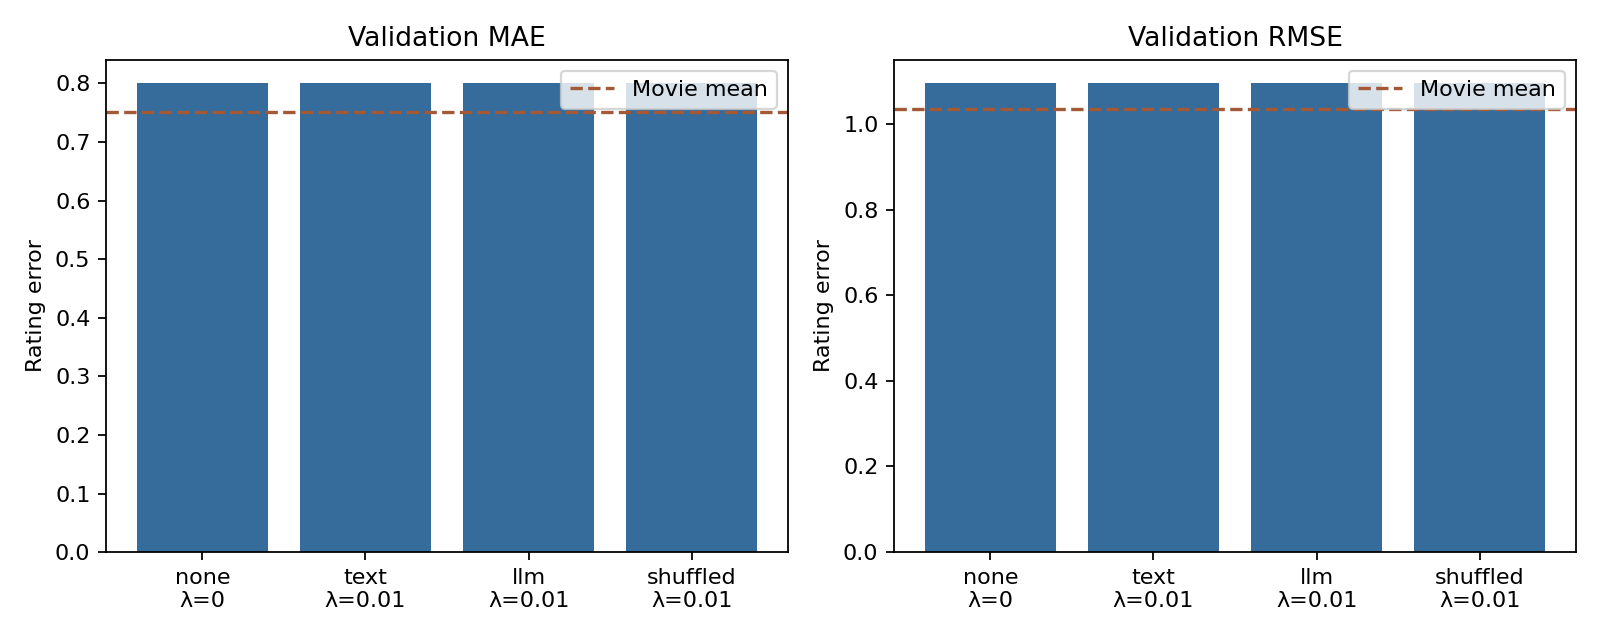 Validation MAE
Rating error
0.8
0.7
0.6
0.5
0.4
0.3
0.2
0.1
0.0
Movie mean
none
λ=0
text
λ=0.01
llm
λ=0.01
shuffled
λ=0.01
Validation RMSE
Rating error
1.0
0.8
0.6
0.4
0.2
0.0
Movie mean
none
λ=0
text
λ=0.01
llm
λ=0.01
shuffled
λ=0.01